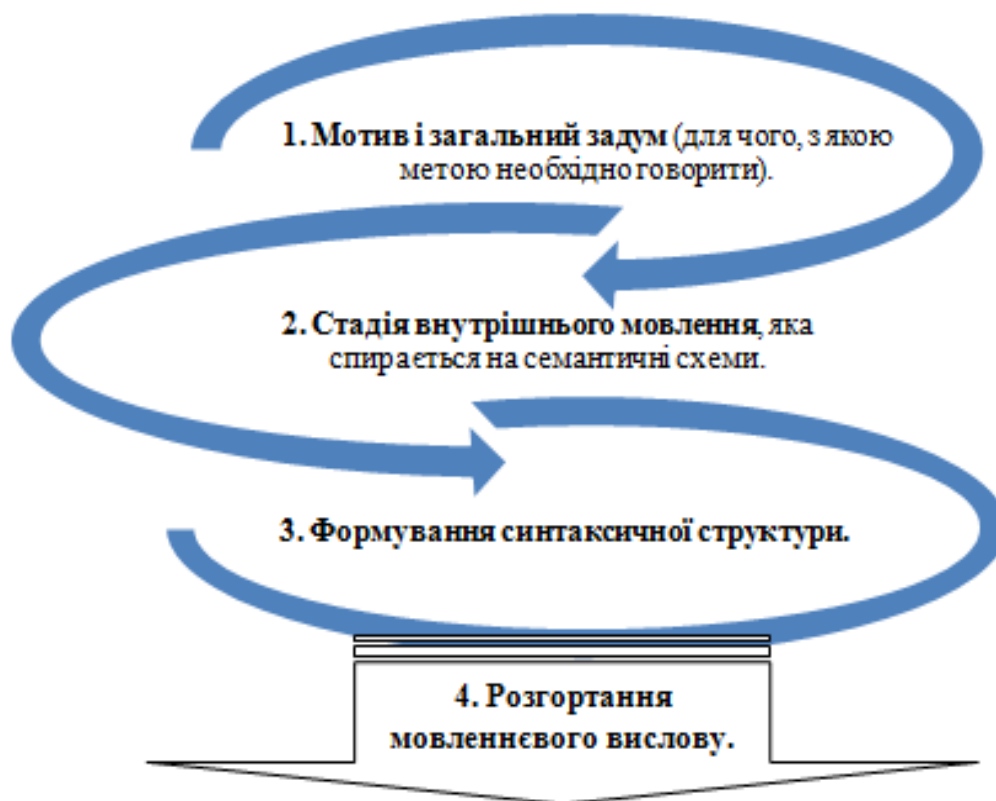 1. Мотив і загальний задум (для чого, з якою
метою необхідно говорити).
2. Стадія внутрішнього мовлення, яка
спирається на семантичні схеми.
3. Формування синтаксичної структури.
4. Розгортання
мовленнєвого вислову.